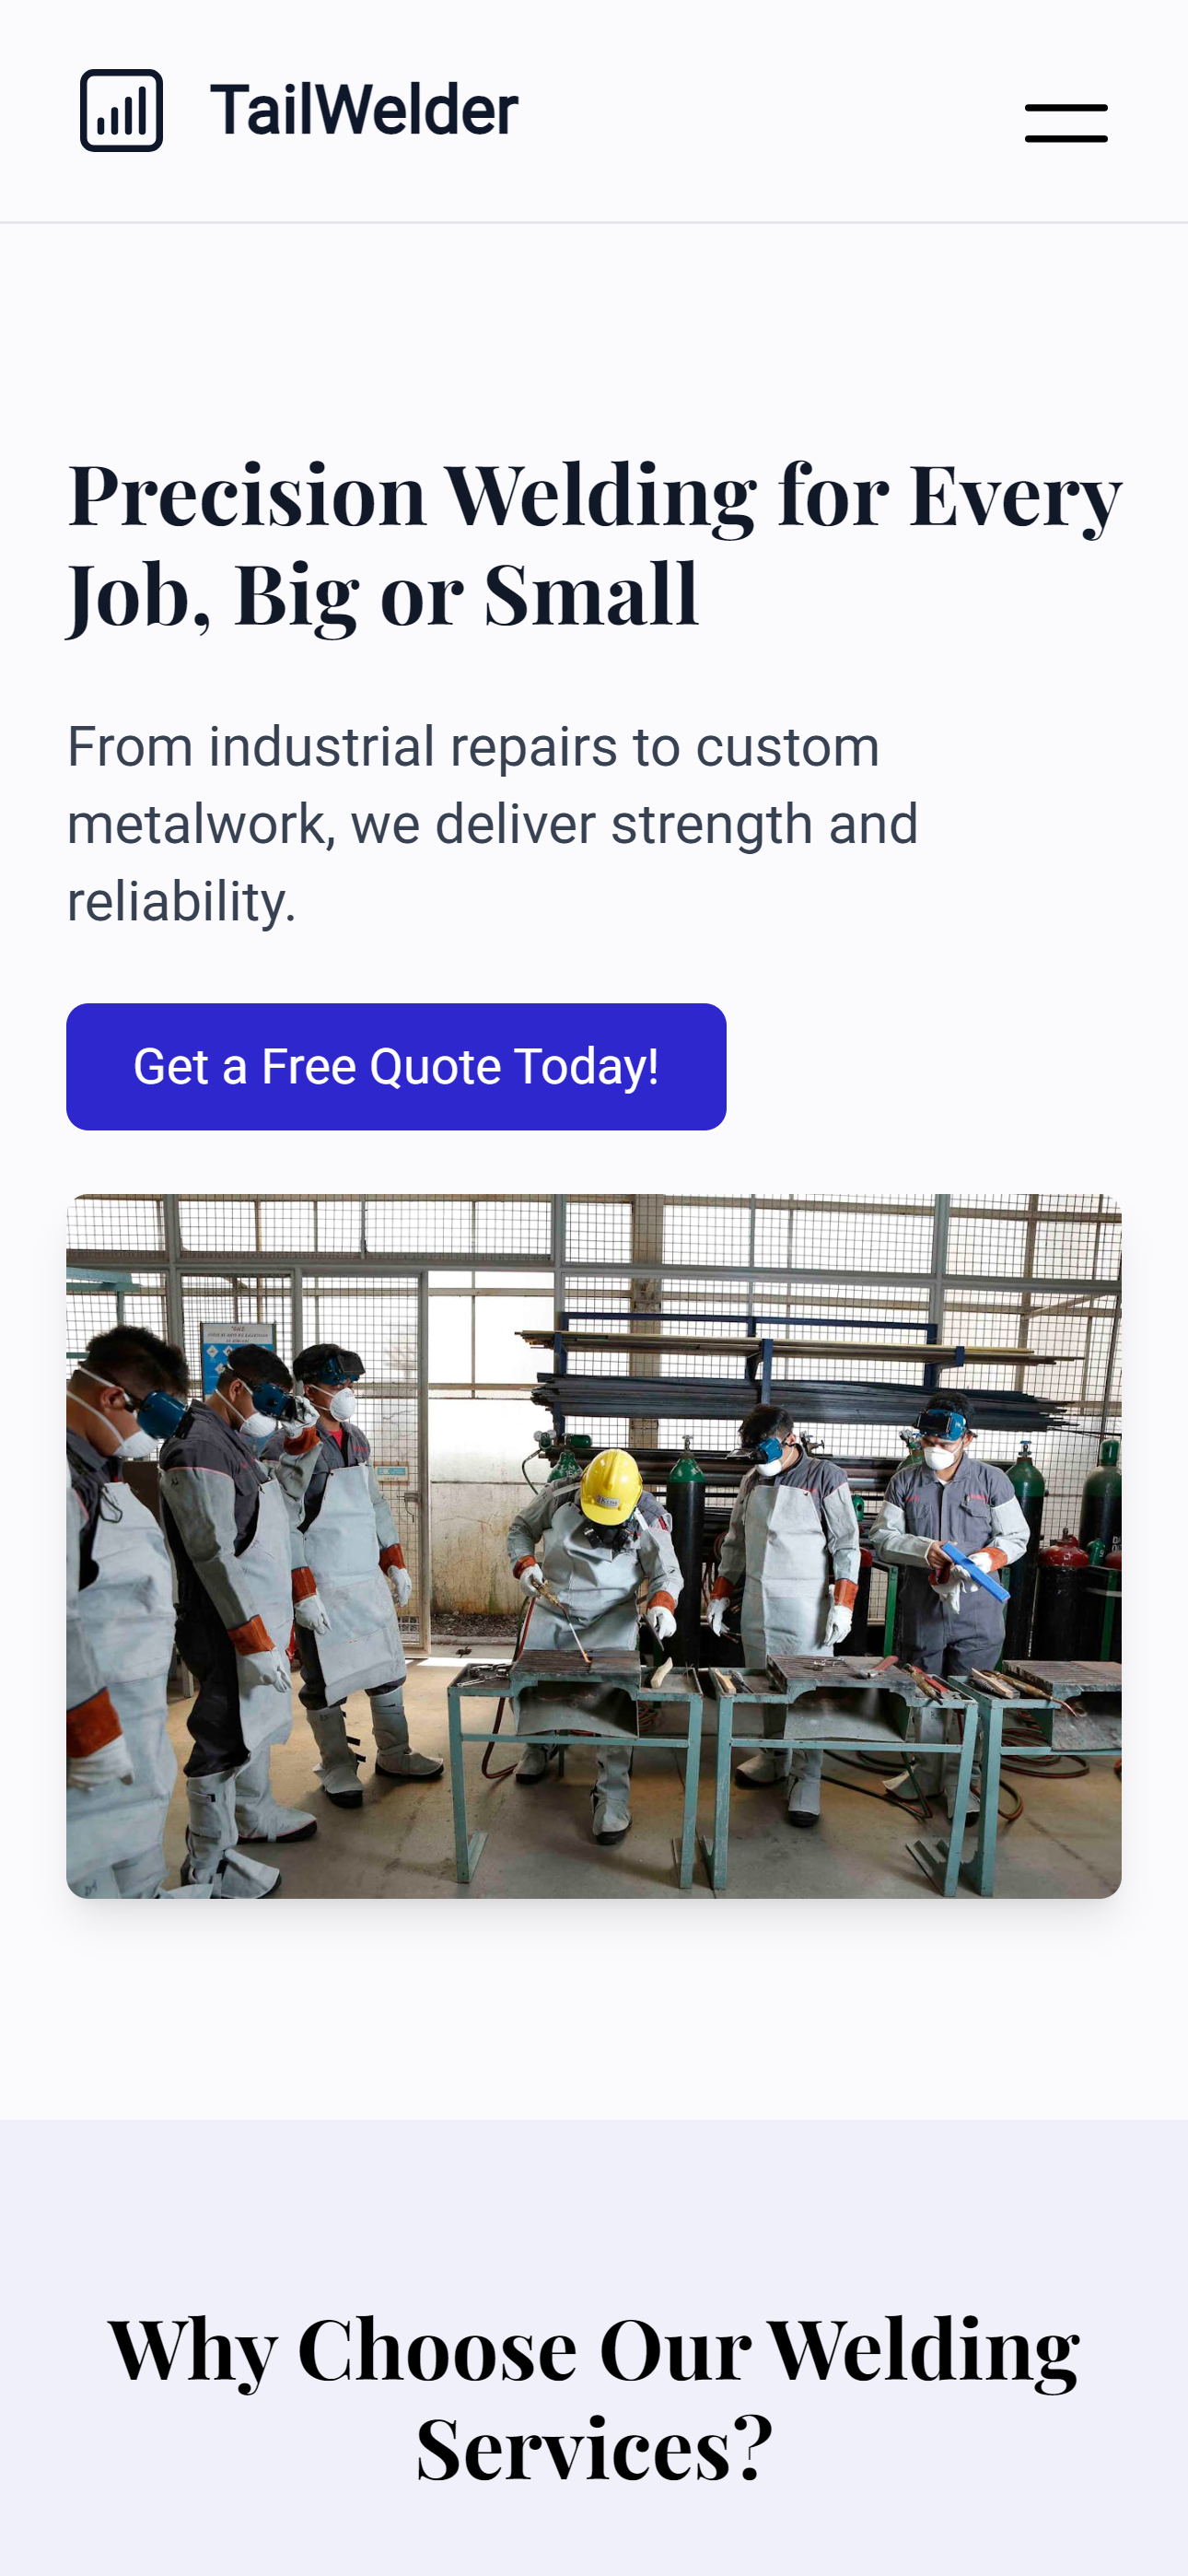 TailWelder
Precision Welding for Every
Job, Big or Small
From industrial repairs to custom
metalwork, we deliver strength and
reliability.
Get a Free Quote Today!
Why Choose Our Welding
Services?